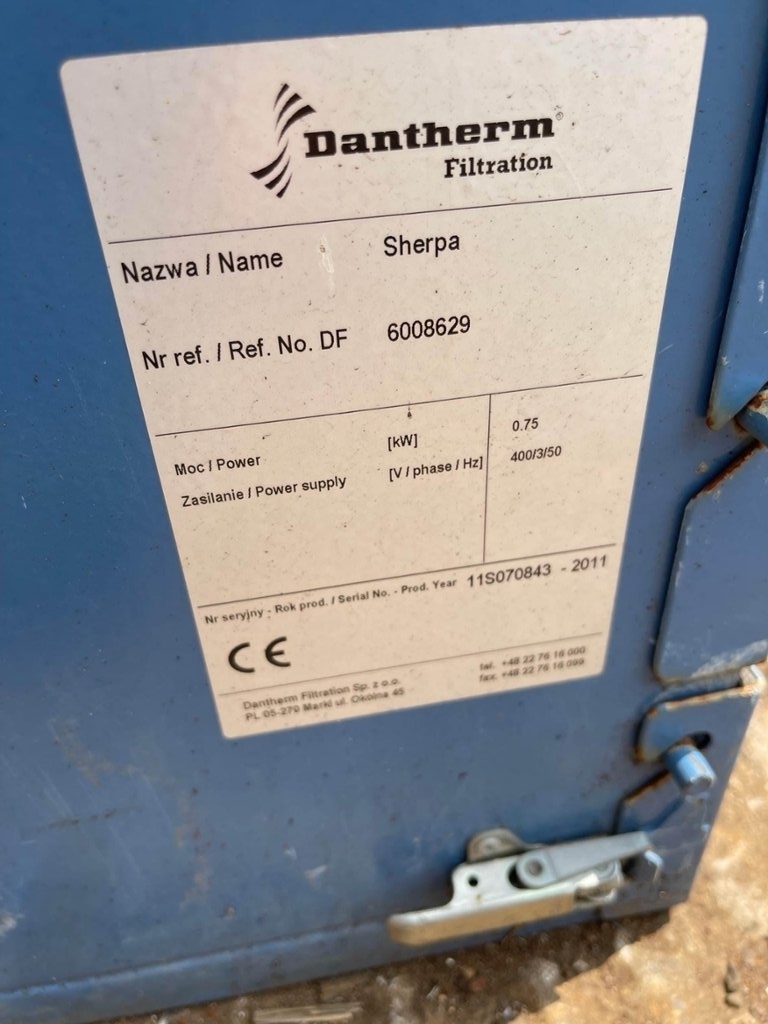 Dantherm®
Filtration
Nazwa / Name Sherpa
Nr ref. / Ref. No. DF 6008629
Moc / Power [kW] 0.75
Zasilanie / Power supply [V / phase / Hz] 400/3/50
Nr seryjny - Rok prod. / Serial No. - Prod. Year 11S070843 - 2011
CE
Dantherm Filtration Sp. z o.o. tel. +48 22 76 16 000
PL 05-270 Marki ul. Okolna 45 fax. +48 22 76 16 099